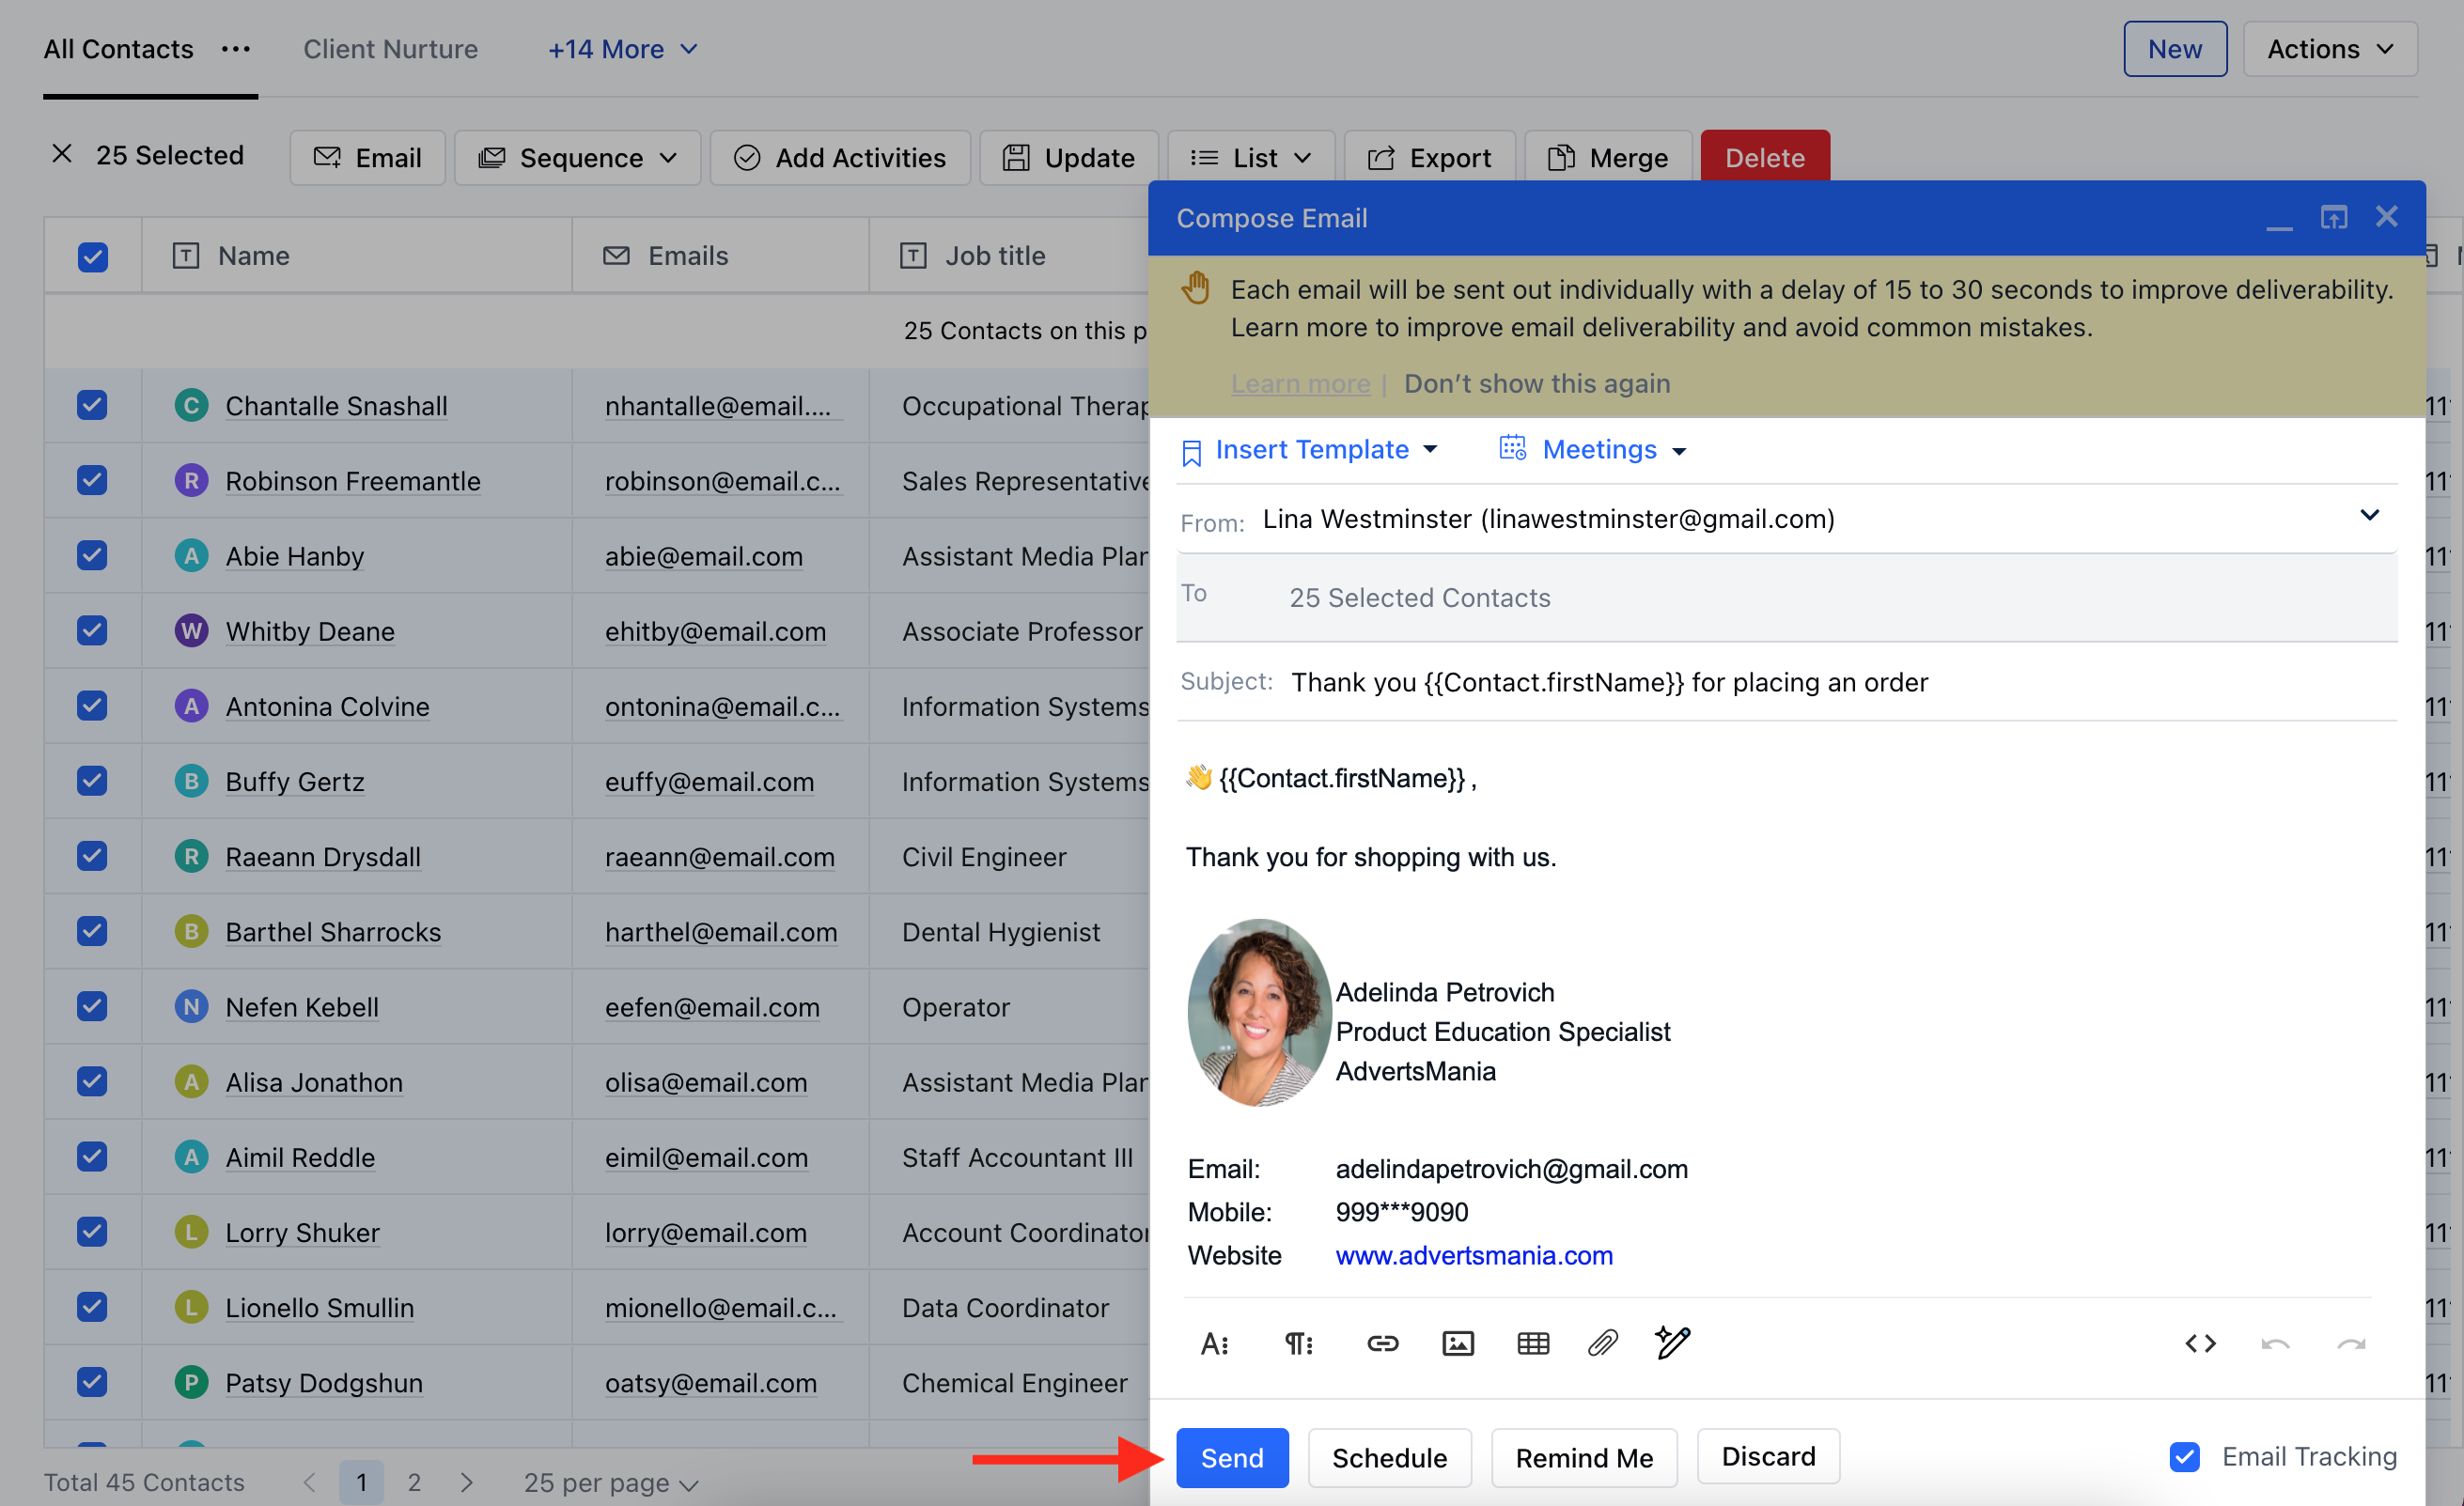 All Contacts ••• Client Nurture +14 More New Actions
25 Selected Email Sequence Add Activities Update List Export Merge Delete
Compose Email
T Name Emails T Job title
Each email will be sent out individually with a delay of 15 to 30 seconds to improve deliverability.
Learn more to improve email deliverability and avoid common mistakes.
Learn more | Don't show this again
25 Contacts on this p
C Chantalle Snashall nhantalle@email.... Occupational Therap
R Robinson Freemantle robinson@email.c... Sales Representative
A Abie Hanby abie@email.com Assistant Media Plan
W Whitby Deane ehitby@email.com Associate Professor
A Antonina Colvine ontonina@email.c... Information Systems
B Buffy Gertz euffy@email.com Information Systems
R Raeann Drysdall raeann@email.com Civil Engineer
B Barthel Sharrocks harthel@email.com Dental Hygienist
N Nefen Kebell eefen@email.com Operator
A Alisa Jonathon olisa@email.com Assistant Media Plan
A Aimil Reddle eimil@email.com Staff Accountant III
L Lorry Shuker lorry@email.com Account Coordinator
L Lionello Smullin mionello@email.c... Data Coordinator
P Patsy Dodgshun oatsy@email.com Chemical Engineer
Total 45 Contacts 1 2 25 per page
Insert Template Meetings
From: Lina Westminster (linawestminster@gmail.com)
To 25 Selected Contacts
Subject: Thank you {{Contact.firstName}} for placing an order
👋 {{Contact.firstName}} ,
Thank you for shopping with us.
Adelinda Petrovich
Product Education Specialist
AdvertsMania
Email: adelindapetrovich@gmail.com
Mobile: 999***9090
Website www.advertsmania.com
Send Schedule Remind Me Discard Email Tracking